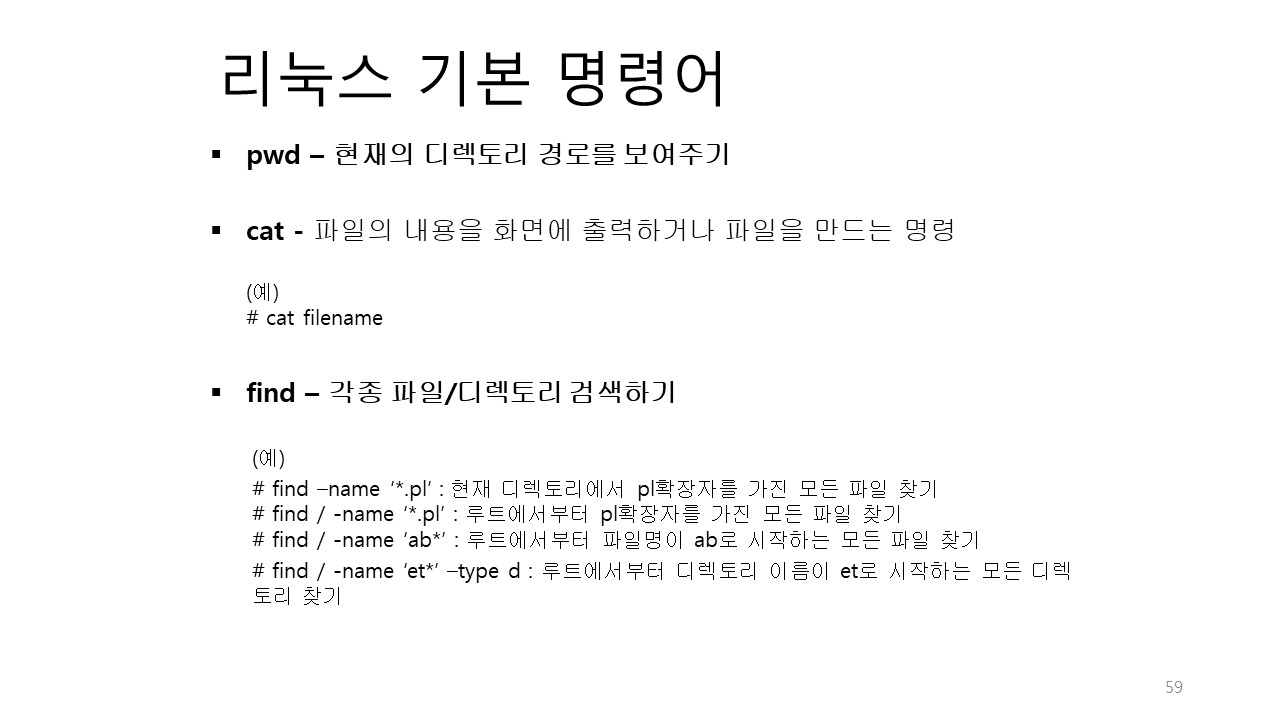 리눅스 기본 명령어
▪ pwd – 현재의 디렉토리 경로를 보여주기
▪ cat - 파일의 내용을 화면에 출력하거나 파일을 만드는 명령
(예)
# cat filename
▪ find – 각종 파일/디렉토리 검색하기
(예)
# find –name ‘*.pl’ : 현재 디렉토리에서 pl확장자를 가진 모든 파일 찾기
# find / -name ‘*.pl’ : 루트에서부터 pl확장자를 가진 모든 파일 찾기
# find / -name ‘ab*’ : 루트에서부터 파일명이 ab로 시작하는 모든 파일 찾기
# find / -name ‘et*’ –type d : 루트에서부터 디렉토리 이름이 et로 시작하는 모든 디렉
토리 찾기
59